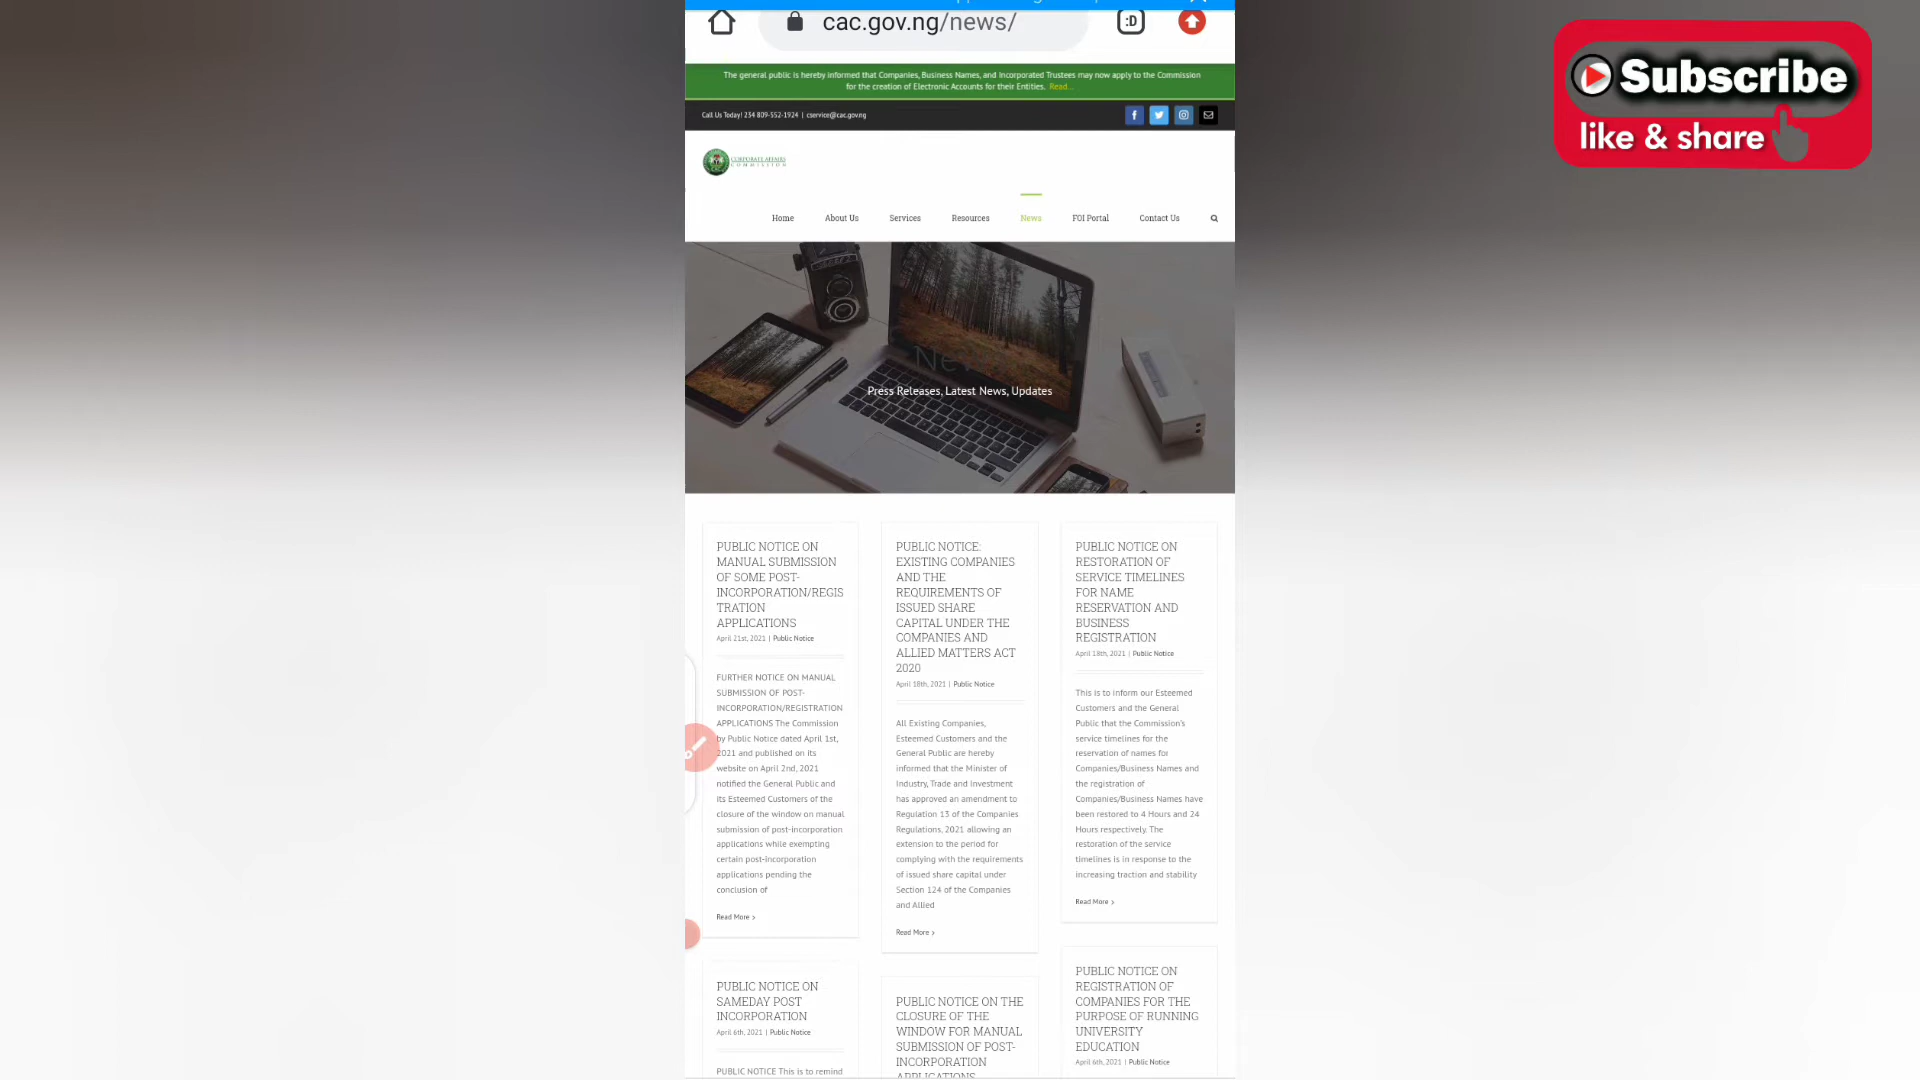 cac.gov.ng/news/
:D
The general public is hereby informed that Companies, Business Names, and Incorporated Trustees may now apply to the Commission
for the creation of Electronic Accounts for their Entities. Read...
Call Us Today! 234 809-552-1924 | cservice@cac.gov.ng
CORPORATE AFFAIRS
COMMISSION
Home About Us Services Resources News FOI Portal Contact Us
Press Releases, Latest News, Updates
PUBLIC NOTICE ON
MANUAL SUBMISSION
OF SOME POST-
INCORPORATION/REGIS
TRATION
APPLICATIONS
April 21st, 2021 | Public Notice
FURTHER NOTICE ON MANUAL
SUBMISSION OF POST-
INCORPORATION/REGISTRATION
APPLICATIONS The Commission
by Public Notice dated April 1st,
2021 and published on its
website on April 2nd, 2021
notified the General Public and
its Esteemed Customers of the
closure of the window on manual
submission of post-incorporation
applications while exempting
certain post-incorporation
applications pending the
conclusion of
Read More >
PUBLIC NOTICE ON
SAMEDAY POST
INCORPORATION
April 6th, 2021 | Public Notice
PUBLIC NOTICE This is to remind
PUBLIC NOTICE:
EXISTING COMPANIES
AND THE
REQUIREMENTS OF
ISSUED SHARE
CAPITAL UNDER THE
COMPANIES AND
ALLIED MATTERS ACT
2020
April 18th, 2021 | Public Notice
All Existing Companies,
Esteemed Customers and the
General Public are hereby
informed that the Minister of
Industry, Trade and Investment
has approved an amendment to
Regulation 13 of the Companies
Regulations, 2021 allowing an
extension to the period for
complying with the requirements
of issued share capital under
Section 124 of the Companies
and Allied
Read More >
PUBLIC NOTICE ON THE
CLOSURE OF THE
WINDOW FOR MANUAL
SUBMISSION OF POST-
INCORPORATION
APPLICATIONS
PUBLIC NOTICE ON
RESTORATION OF
SERVICE TIMELINES
FOR NAME
RESERVATION AND
BUSINESS
REGISTRATION
April 18th, 2021 | Public Notice
This is to inform our Esteemed
Customers and the General
Public that the Commission's
service timelines for the
reservation of names for
Companies/Business Names and
the registration of
Companies/Business Names have
been restored to 4 Hours and 24
Hours respectively. The
restoration of the service
timelines is in response to the
increasing traction and stability
Read More >
PUBLIC NOTICE ON
REGISTRATION OF
COMPANIES FOR THE
PURPOSE OF RUNNING
UNIVERSITY
EDUCATION
April 6th, 2021 | Public Notice
Subscribe
like & share